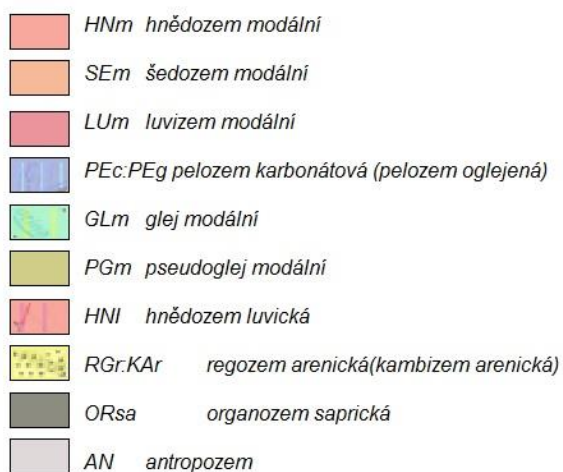 HNm hnědozem modální
SEm šedozem modální
LUm luvizem modální
PEc:PEg pelozem karbonátová (pelozem oglejená)
GLm glej modální
PGm pseudoglej modální
HNl hnědozem luvická
RGr:KAr regozem arenická(kambizem arenická)
ORsa organozem saprická
AN antropozem